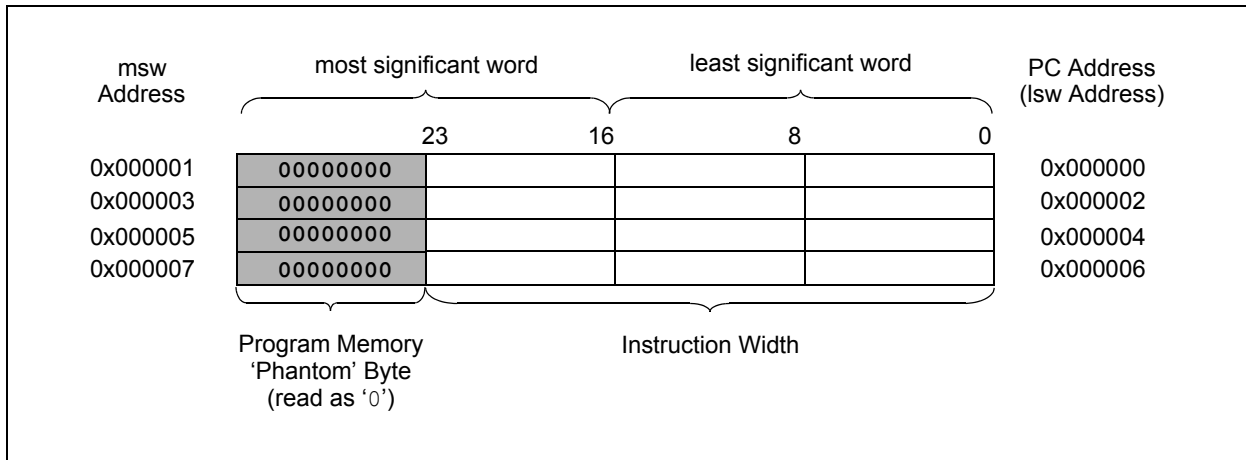 msw
Address
most significant word
least significant word
PC Address
(lsw Address)
23 16 8 0
0x000001 00000000 0x000000
0x000003 00000000 0x000002
0x000005 00000000 0x000004
0x000007 00000000 0x000006
Program Memory
‘Phantom’ Byte
(read as ‘0’)
Instruction Width